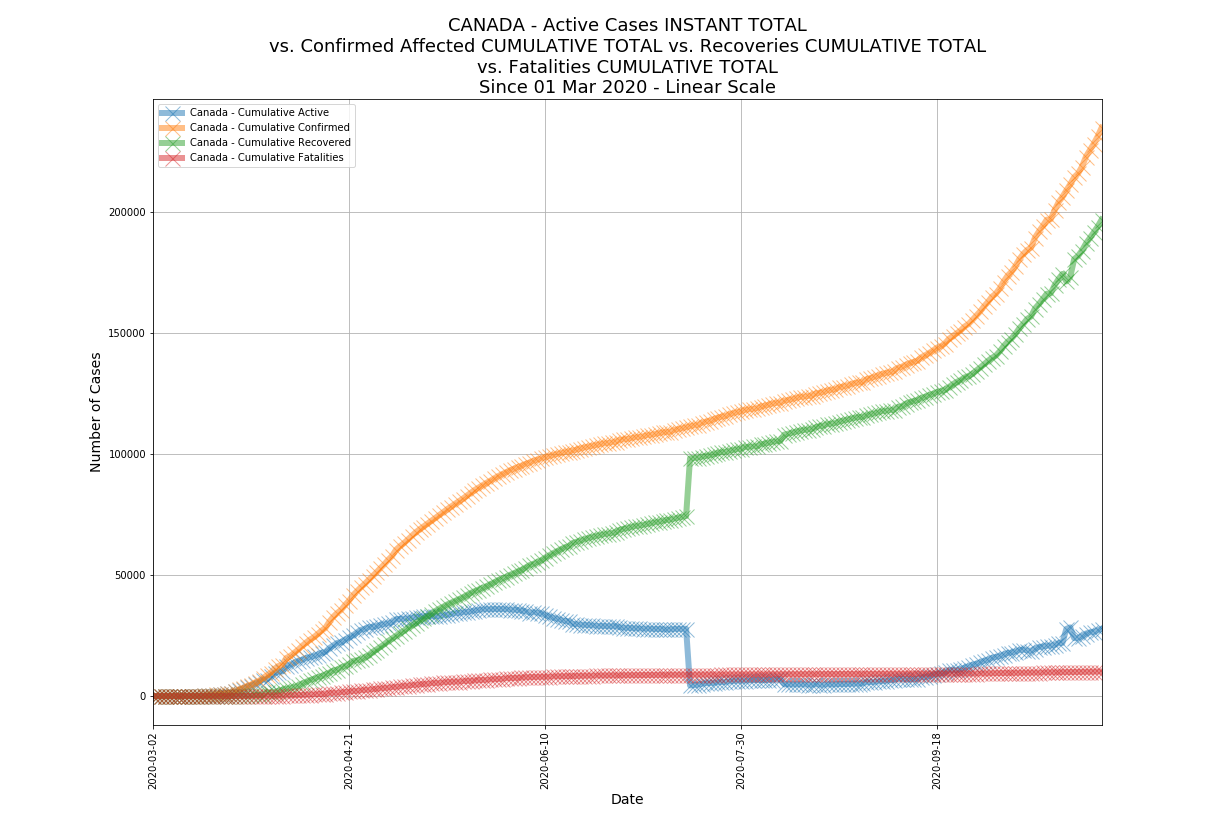 CANADA - Active Cases INSTANT TOTAL
vs. Confirmed Affected CUMULATIVE TOTAL vs. Recoveries CUMULATIVE TOTAL
vs. Fatalities CUMULATIVE TOTAL
Since 01 Mar 2020 - Linear Scale
Canada - Cumulative Active
Canada - Cumulative Confirmed
Canada - Cumulative Recovered
Canada - Cumulative Fatalities
200000
150000
100000
50000
0
Number of Cases
2020-03-02
2020-04-21
2020-06-10
2020-07-30
2020-09-18
Date